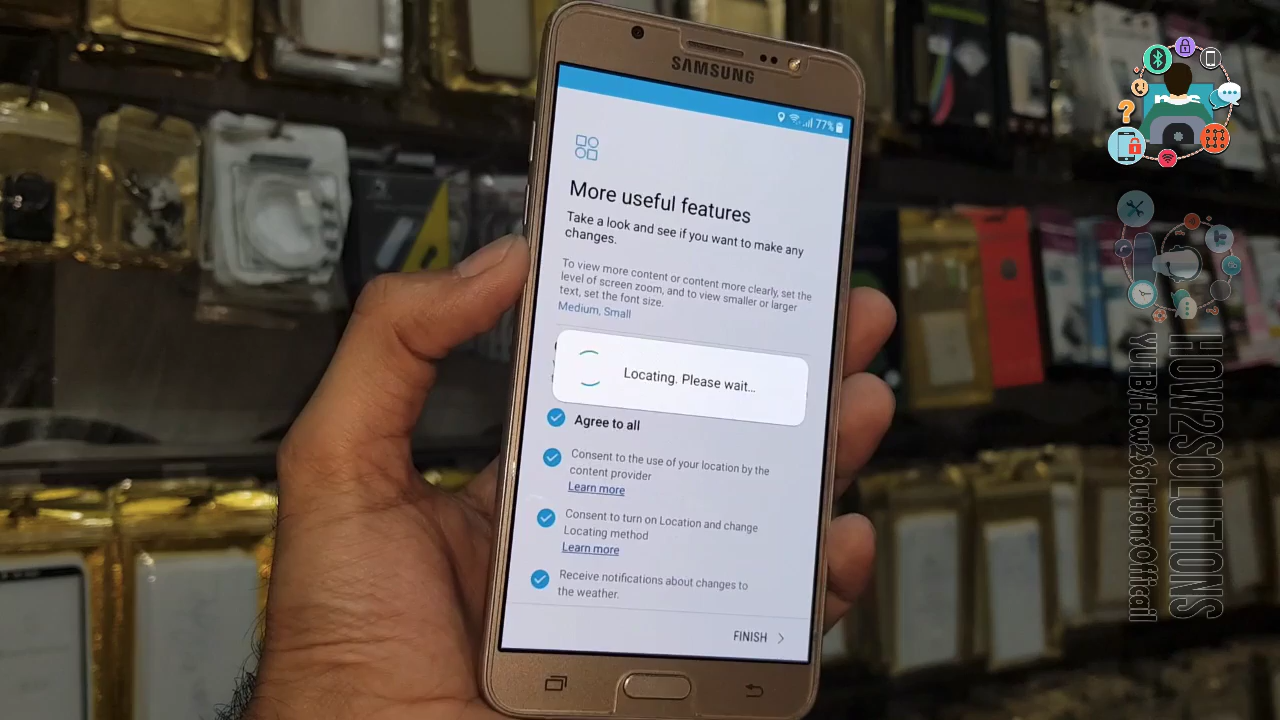 SAMSUNG
77%
More useful features
Take a look and see if you want to make any
changes.
To view more content or content more clearly, set the
level of screen zoom, and to view smaller or larger
text, set the font size.
Medium, Small
Locating. Please wait...
Agree to all
Consent to the use of your location by the
content provider
Learn more
Consent to turn on Location and change
Locating method
Learn more
Receive notifications about changes to
the weather.
FINISH
HOW2SOLUTIONS
YUTB/How2SolutionsOfficail